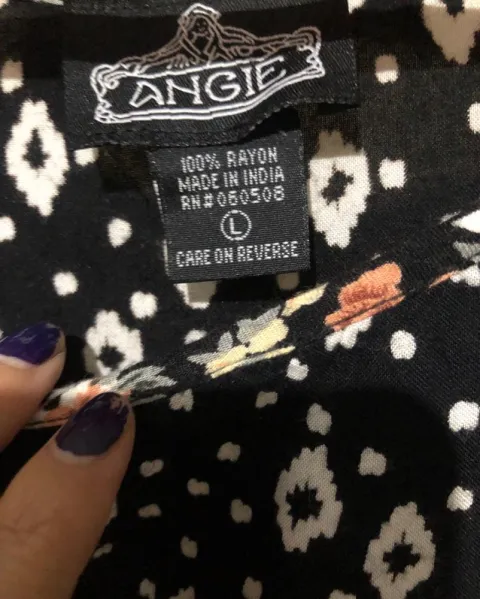 ANGIE
100% RAYON
MADE IN INDIA
RN#060508
L
CARE ON REVERSE